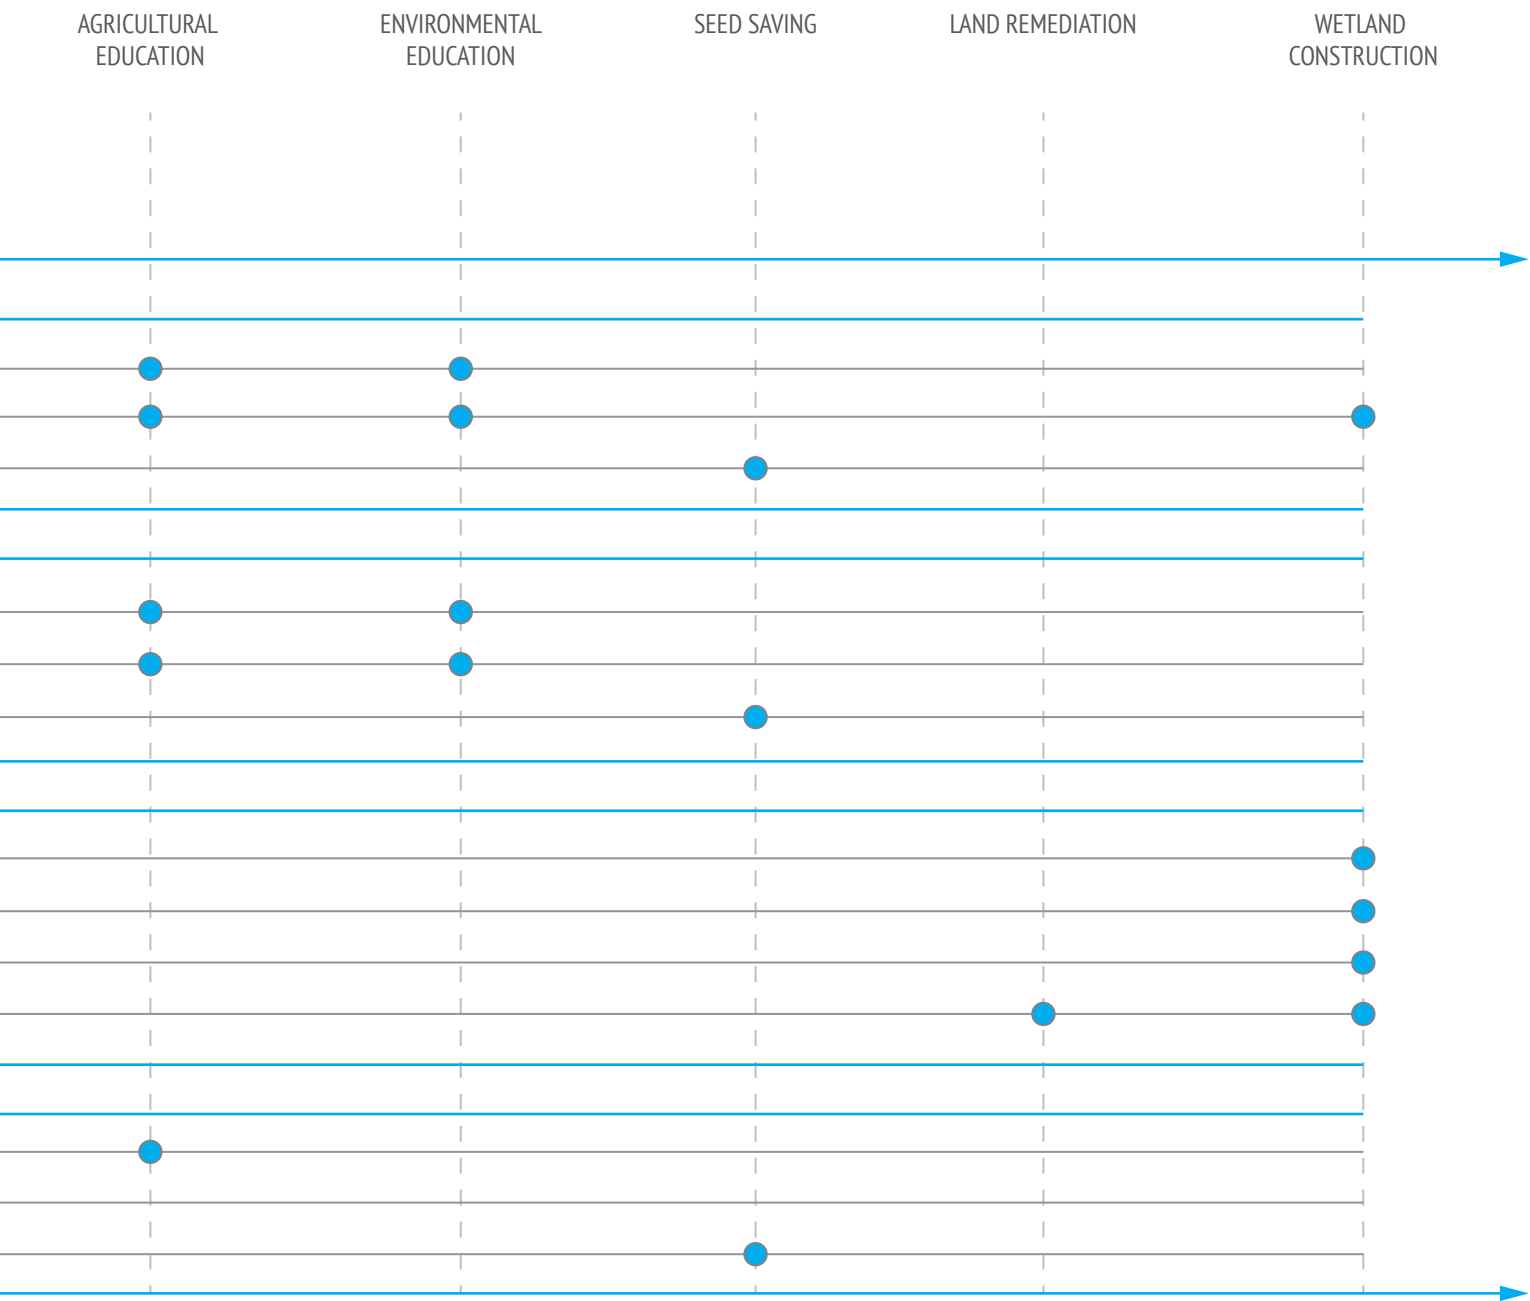 AGRICULTURAL
EDUCATION
ENVIRONMENTAL
EDUCATION
SEED SAVING
LAND REMEDIATION
WETLAND
CONSTRUCTION